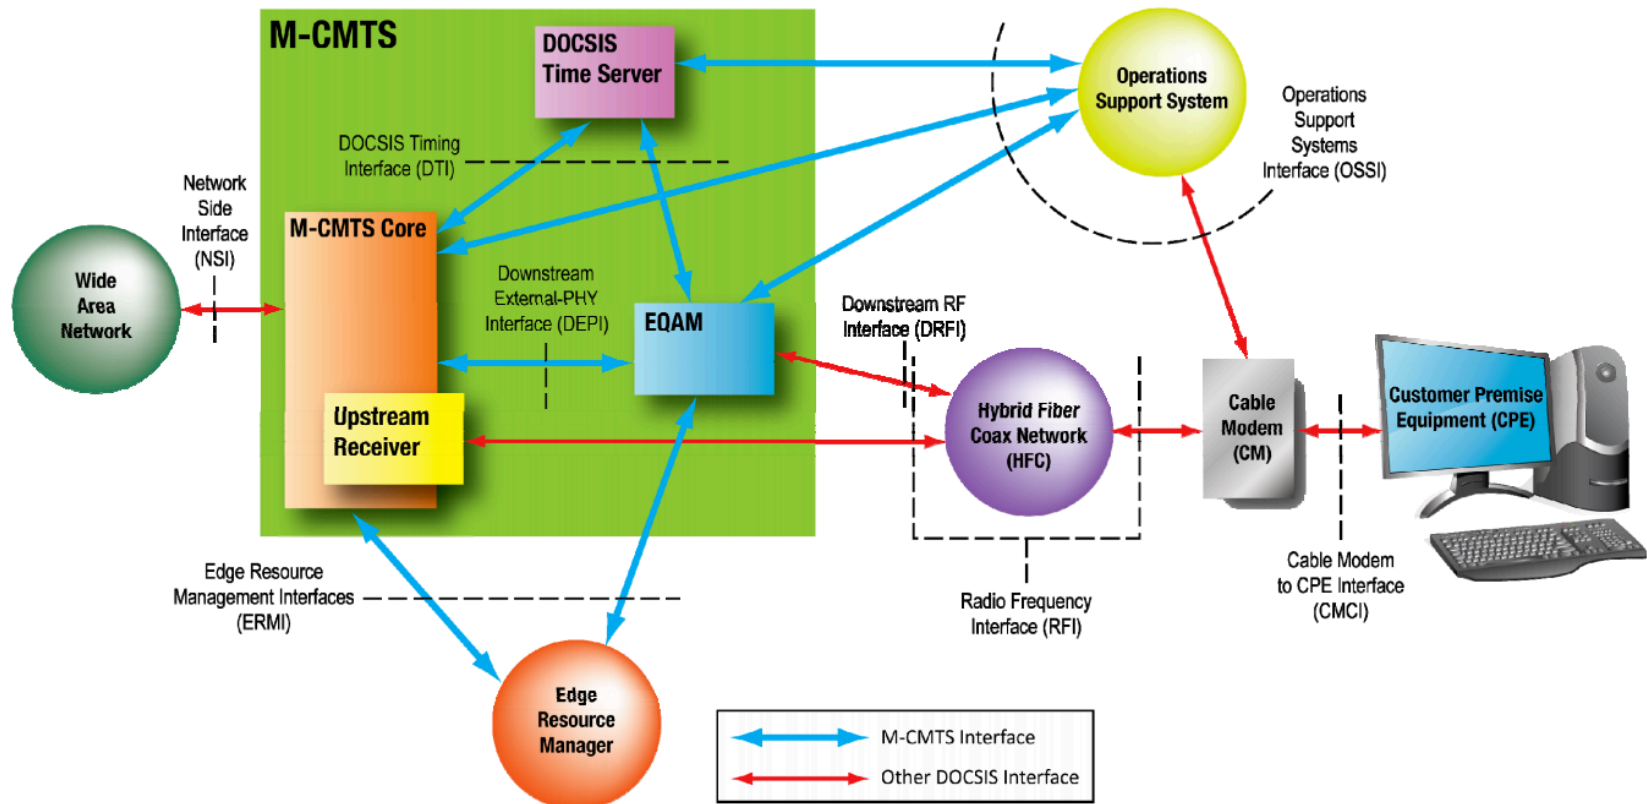 M-CMTS
DOCSIS
Time Server
Operations
Support System
Operations
Support
Systems
Interface (OSSI)
DOCSIS Timing
Interface (DTI)
Network
Side
Interface
(NSI)
M-CMTS Core
Wide
Area
Network
Downstream
External-PHY
Interface (DEPI)
EQAM
Downstream RF
Interface (DRFI)
Upstream
Receiver
Hybrid Fiber
Coax Network
(HFC)
Cable
Modem
(CM)
Customer Premise
Equipment (CPE)
Edge Resource
Management Interfaces
(ERMI)
Radio Frequency
Interface (RFI)
Cable Modem
to CPE Interface
(CMCI)
Edge
Resource
Manager
M-CMTS Interface
Other DOCSIS Interface